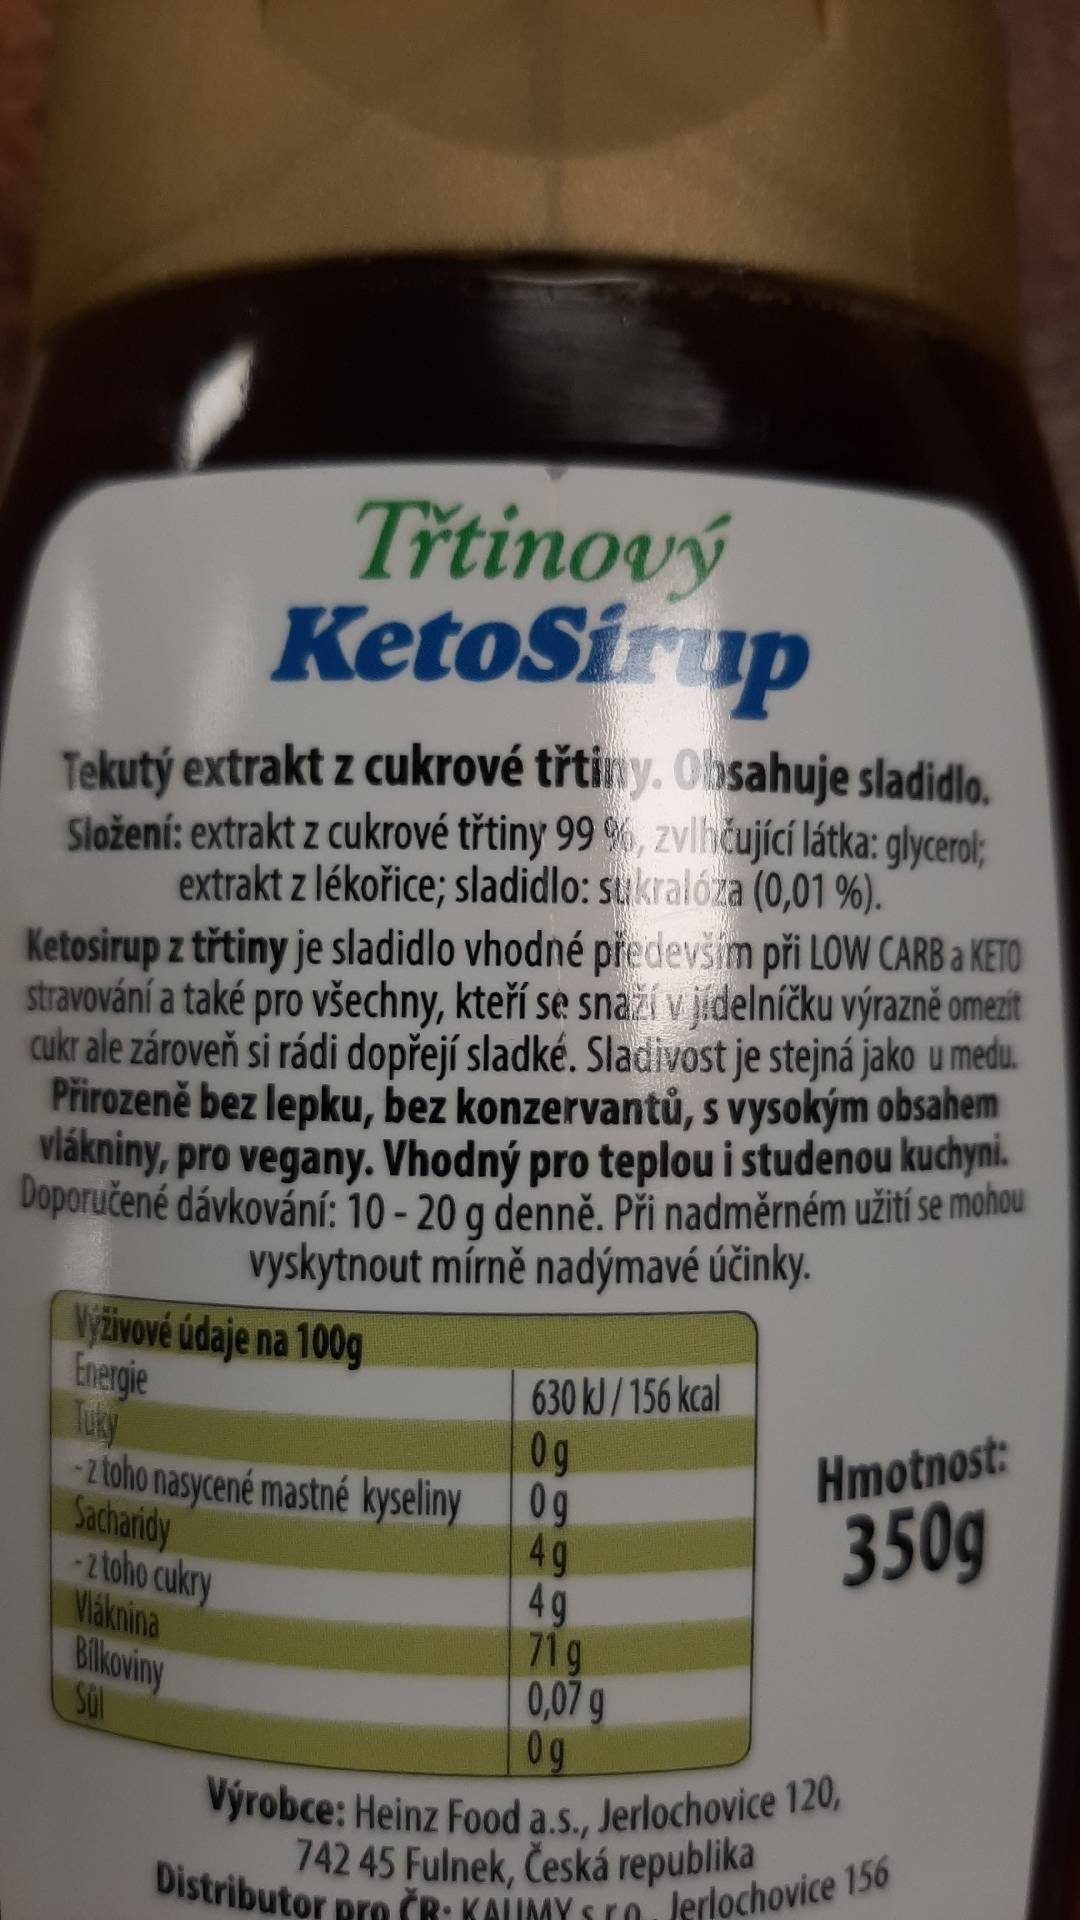 Třtinový
KetoSirup
Tekutý extrakt z cukrové třtiny. Obsahuje sladidlo.
Složení: extrakt z cukrové třtiny 99 %, zvlhčující látka: glycerol;
extrakt z lékořice; sladidlo: sukralóza (0,01 %).
Ketosirup z třtiny je sladidlo vhodné především při LOW CARB a KETO
stravování a také pro všechny, kteří se snaží v jídelníčku výrazně omezit
cukr ale zároveň si rádi dopřejí sladké. Sladivost je stejná jako u medu.
Přirozeně bez lepku, bez konzervantů, s vysokým obsahem
vlákniny, pro vegany. Vhodný pro teplou i studenou kuchyni.
Doporučené dávkování: 10 - 20 g denně. Při nadměrném užití se mohou
vyskytnout mírně nadýmavé účinky.
Výživové údaje na 100g
Energie 630 kJ / 156 kcal
Tuky 0 g
- z toho nasycené mastné kyseliny 0 g
Sacharidy 4 g
- z toho cukry 4 g
Vláknina 71 g
Bílkoviny 0,07 g
Sůl 0 g
Hmotnost:
350g
Výrobce: Heinz Food a.s., Jerlochovice 120,
742 45 Fulnek, Česká republika
Distributor pro ČR: KAUMY s.r.o., Jerlochovice 156